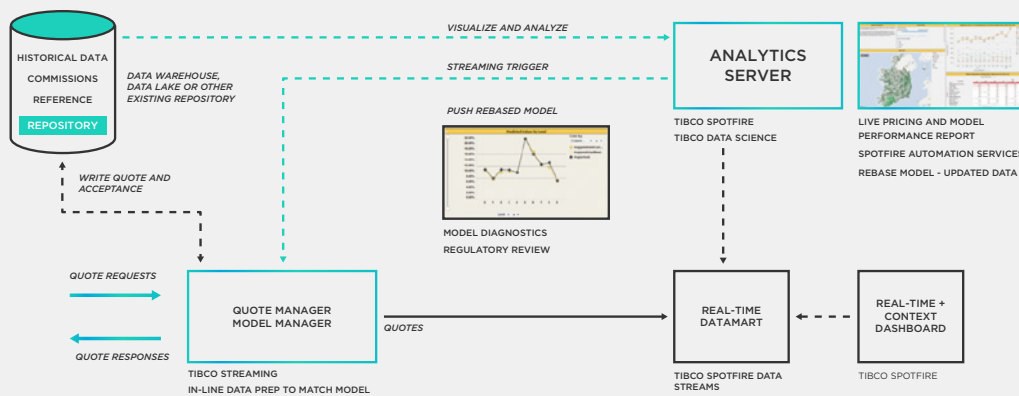 HISTORICAL DATA
COMMISSIONS
REFERENCE
REPOSITORY
DATA WAREHOUSE,
DATA LAKE OR OTHER
EXISTING REPOSITORY
VISUALIZE AND ANALYZE
STREAMING TRIGGER
PUSH REBASED MODEL
MODEL DIAGNOSTICS
REGULATORY REVIEW
ANALYTICS
SERVER
TIBCO SPOTFIRE
TIBCO DATA SCIENCE
LIVE PRICING AND MODEL
PERFORMANCE REPORT
SPOTFIRE AUTOMATION SERVICES
REBASE MODEL - UPDATED DATA
WRITE QUOTE AND
ACCEPTANCE
QUOTE REQUESTS
QUOTE RESPONSES
QUOTE MANAGER
MODEL MANAGER
TIBCO STREAMING
IN-LINE DATA PREP TO MATCH MODEL
QUOTES
REAL-TIME
DATAMART
TIBCO SPOTFIRE DATA
STREAMS
REAL-TIME +
CONTEXT
DASHBOARD
TIBCO SPOTFIRE